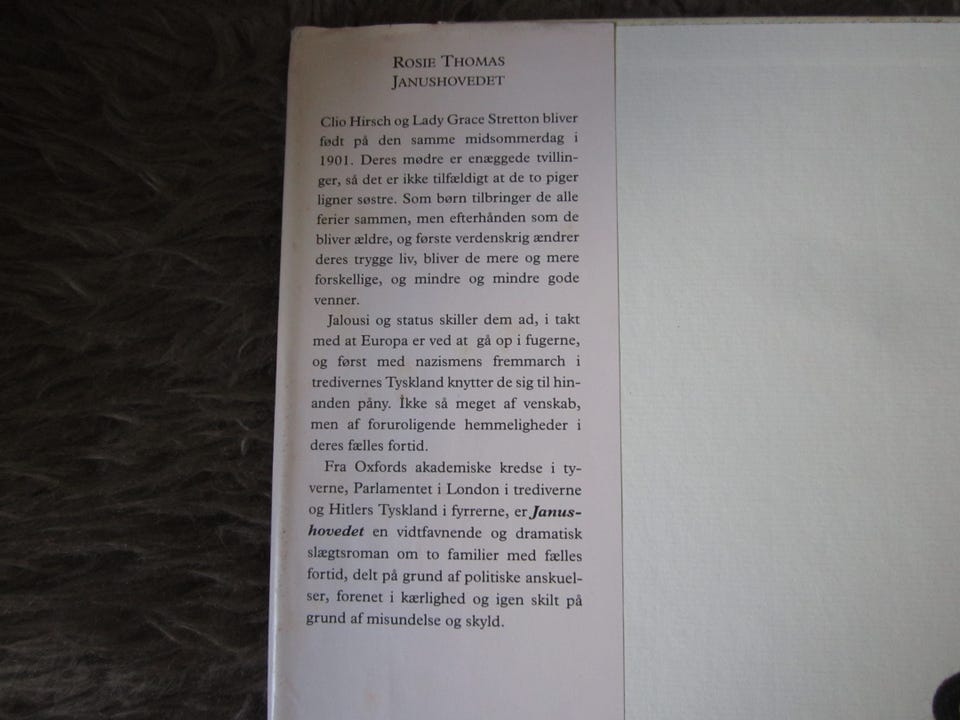 ROSIE THOMAS
JANUSHOVEDET
Clio Hirsch og Lady Grace Stretton bliver
født på den samme midsommerdag i
1901. Deres mødre er enæggede tvillin-
ger, så det er ikke tilfældigt at de to piger
ligner søstre. Som børn tilbringer de alle
ferier sammen, men efterhånden som de
bliver ældre, og første verdenskrig ændrer
deres trygge liv, bliver de mere og mere
forskellige, og mindre og mindre gode
venner.
Jalousi og status skiller dem ad, i takt
med at Europa er ved at gå op i fugerne,
og først med nazismens fremmarch i
tredivernes Tyskland knytter de sig til hin-
anden påny. Ikke så meget af venskab,
men af foruroligende hemmeligheder i
deres fælles fortid.
Fra Oxfords akademiske kredse i ty-
verne, Parlamentet i London i trediverne
og Hitlers Tyskland i fyrrerne, er Janus-
hovedet en vidtfavnende og dramatisk
slægtsroman om to familier med fælles
fortid, delt på grund af politiske anskuel-
ser, forenet i kærlighed og igen skilt på
grund af misundelse og skyld.